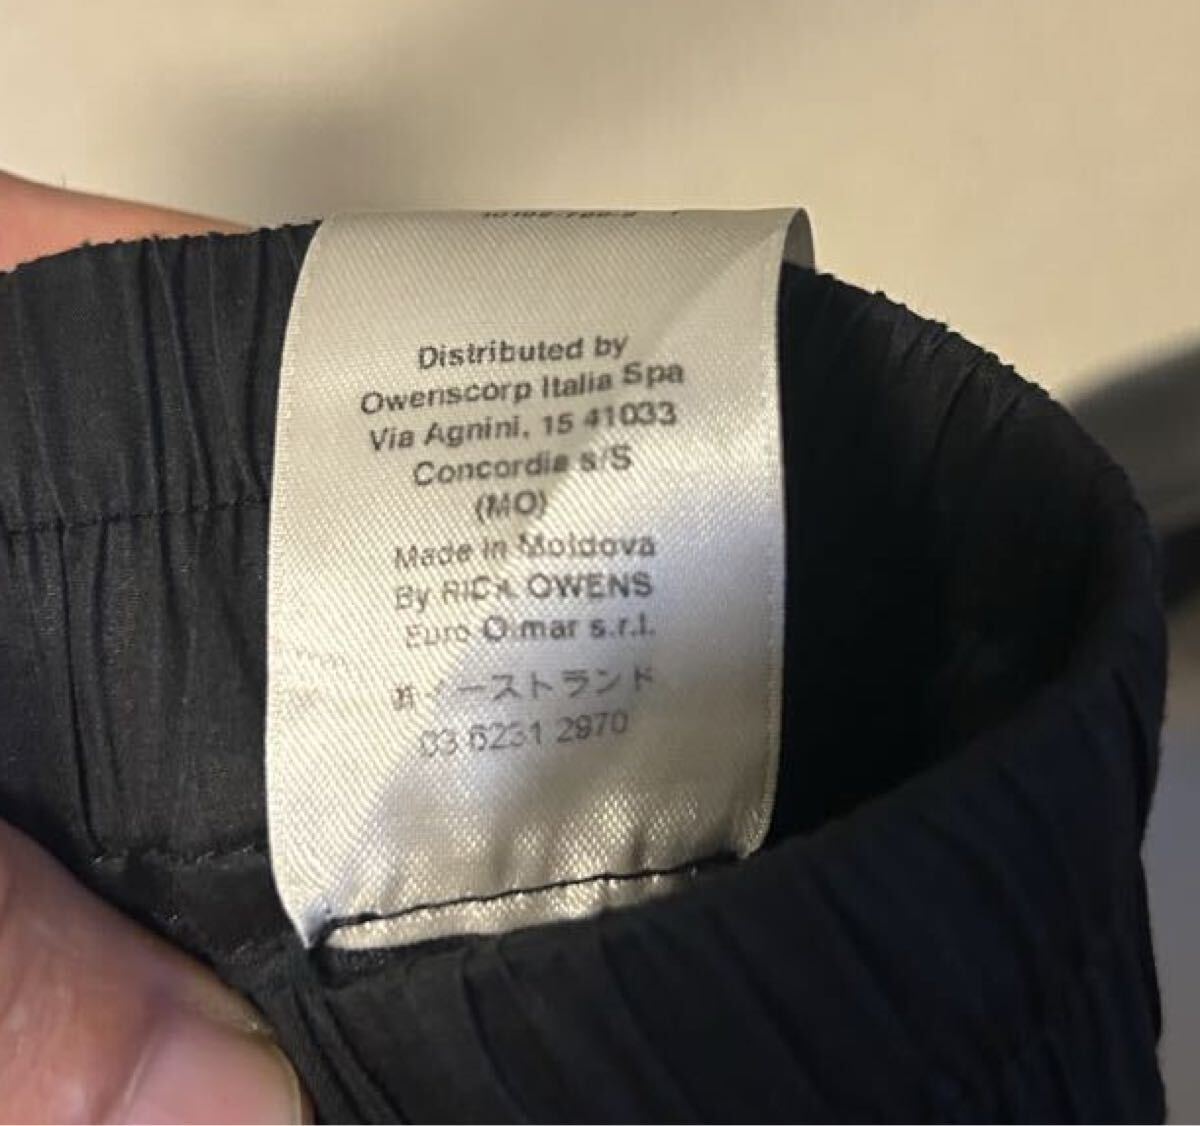 Distributed by
Owenscorp Italia Spa
Via Agnini, 15 41033
Concordia s/S
(MO)
Made in Moldova
By RICK OWENS
Euro Olmar s.r.l.
ーストランド
03 6231 2970